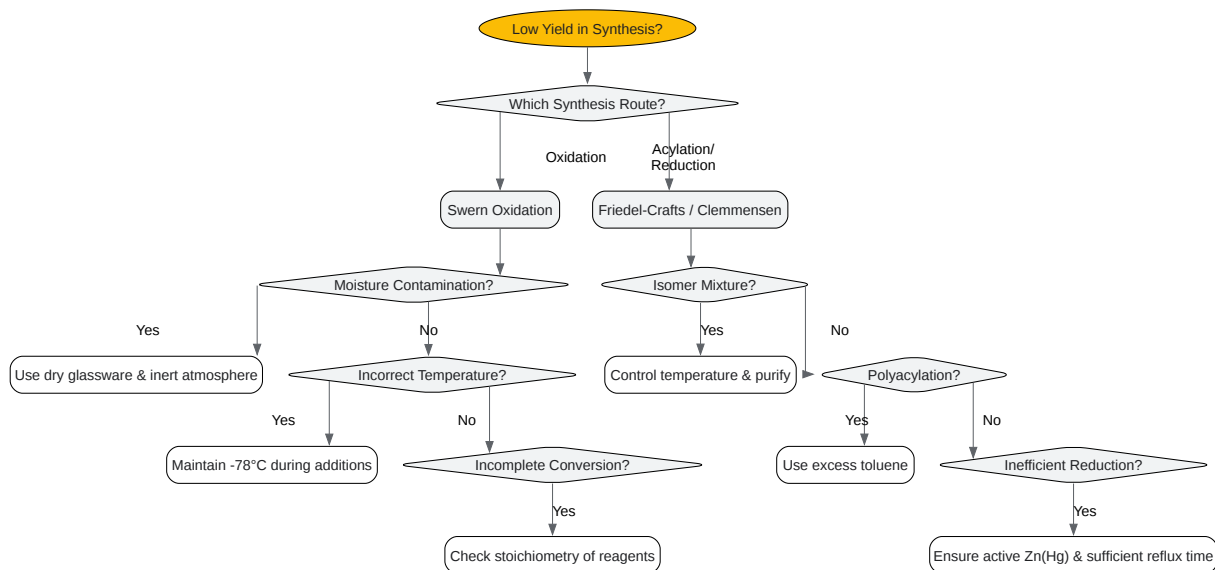 Low Yield in Synthesis?
Which Synthesis Route?
Oxidation
Acylation/
Reduction
Swern Oxidation
Friedel-Crafts / Clemmensen
Moisture Contamination?
Isomer Mixture?
Yes
No
Yes
No
Use dry glassware & inert atmosphere
Incorrect Temperature?
Control temperature & purify
Polyacylation?
Yes
No
Yes
No
Maintain -78°C during additions
Incomplete Conversion?
Use excess toluene
Inefficient Reduction?
Yes
Yes
Check stoichiometry of reagents
Ensure active Zn(Hg) & sufficient reflux time